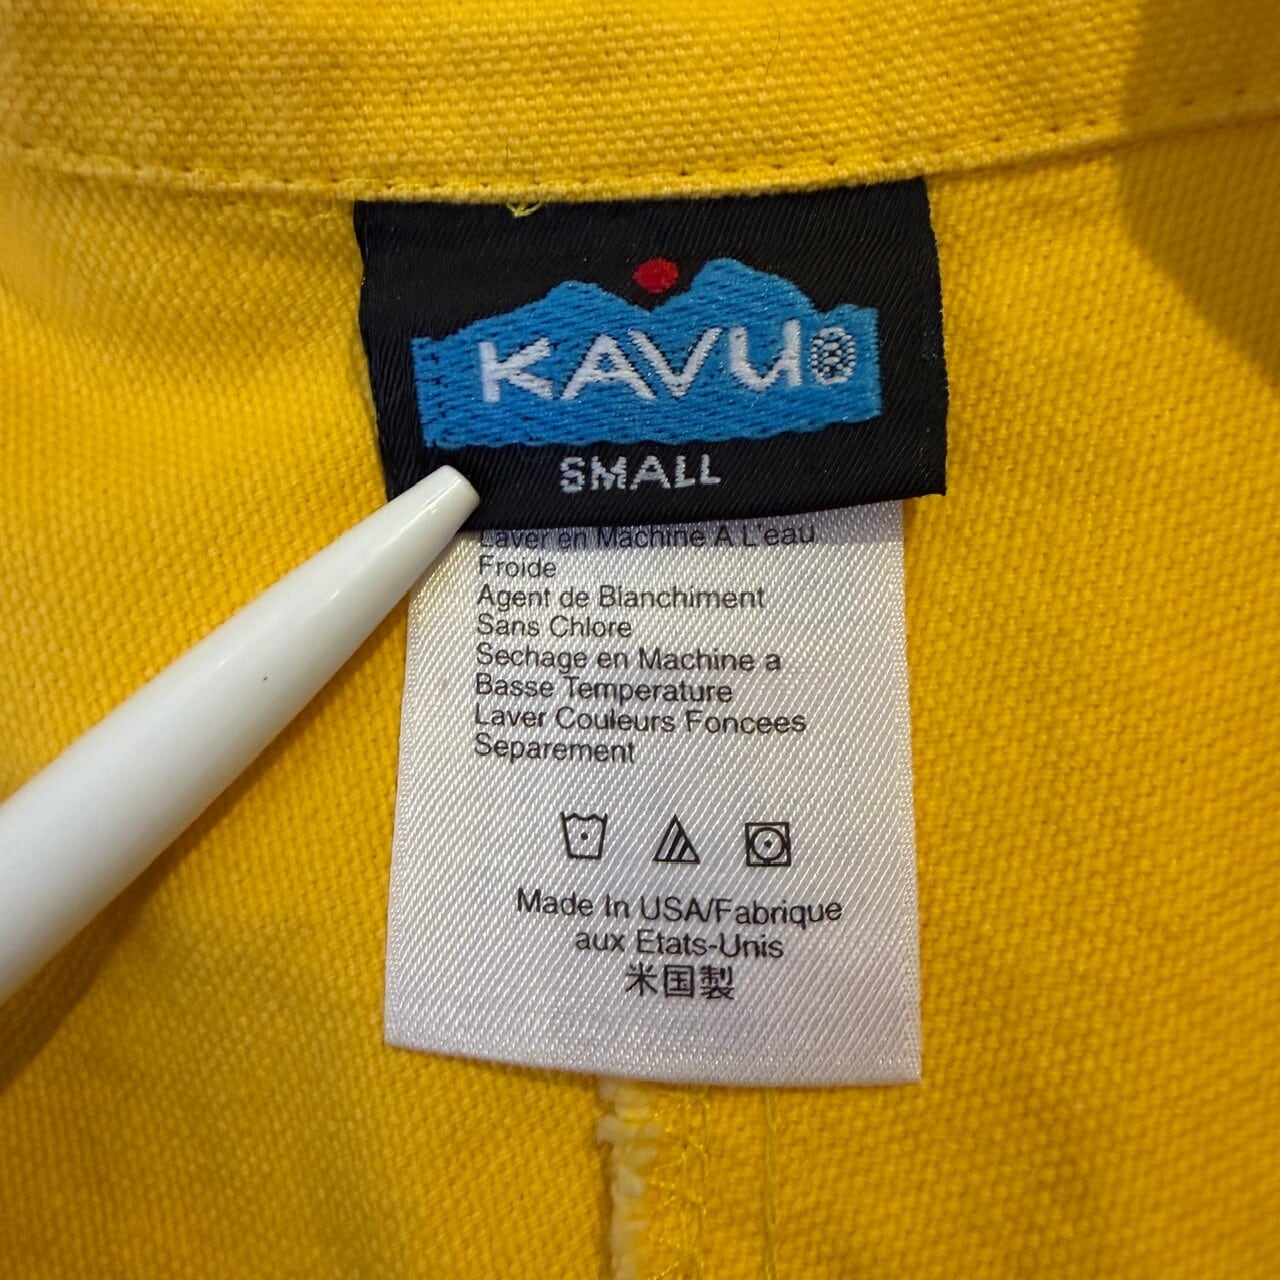 KAVU
SMALL
Laver en Machine A L'eau
Froide
Agent de Blanchiment
Sans Chlore
Sechage en Machine a
Basse Temperature
Laver Couleurs Foncees
Separement
Made In USA/Fabrique
aux Etats-Unis
米国製